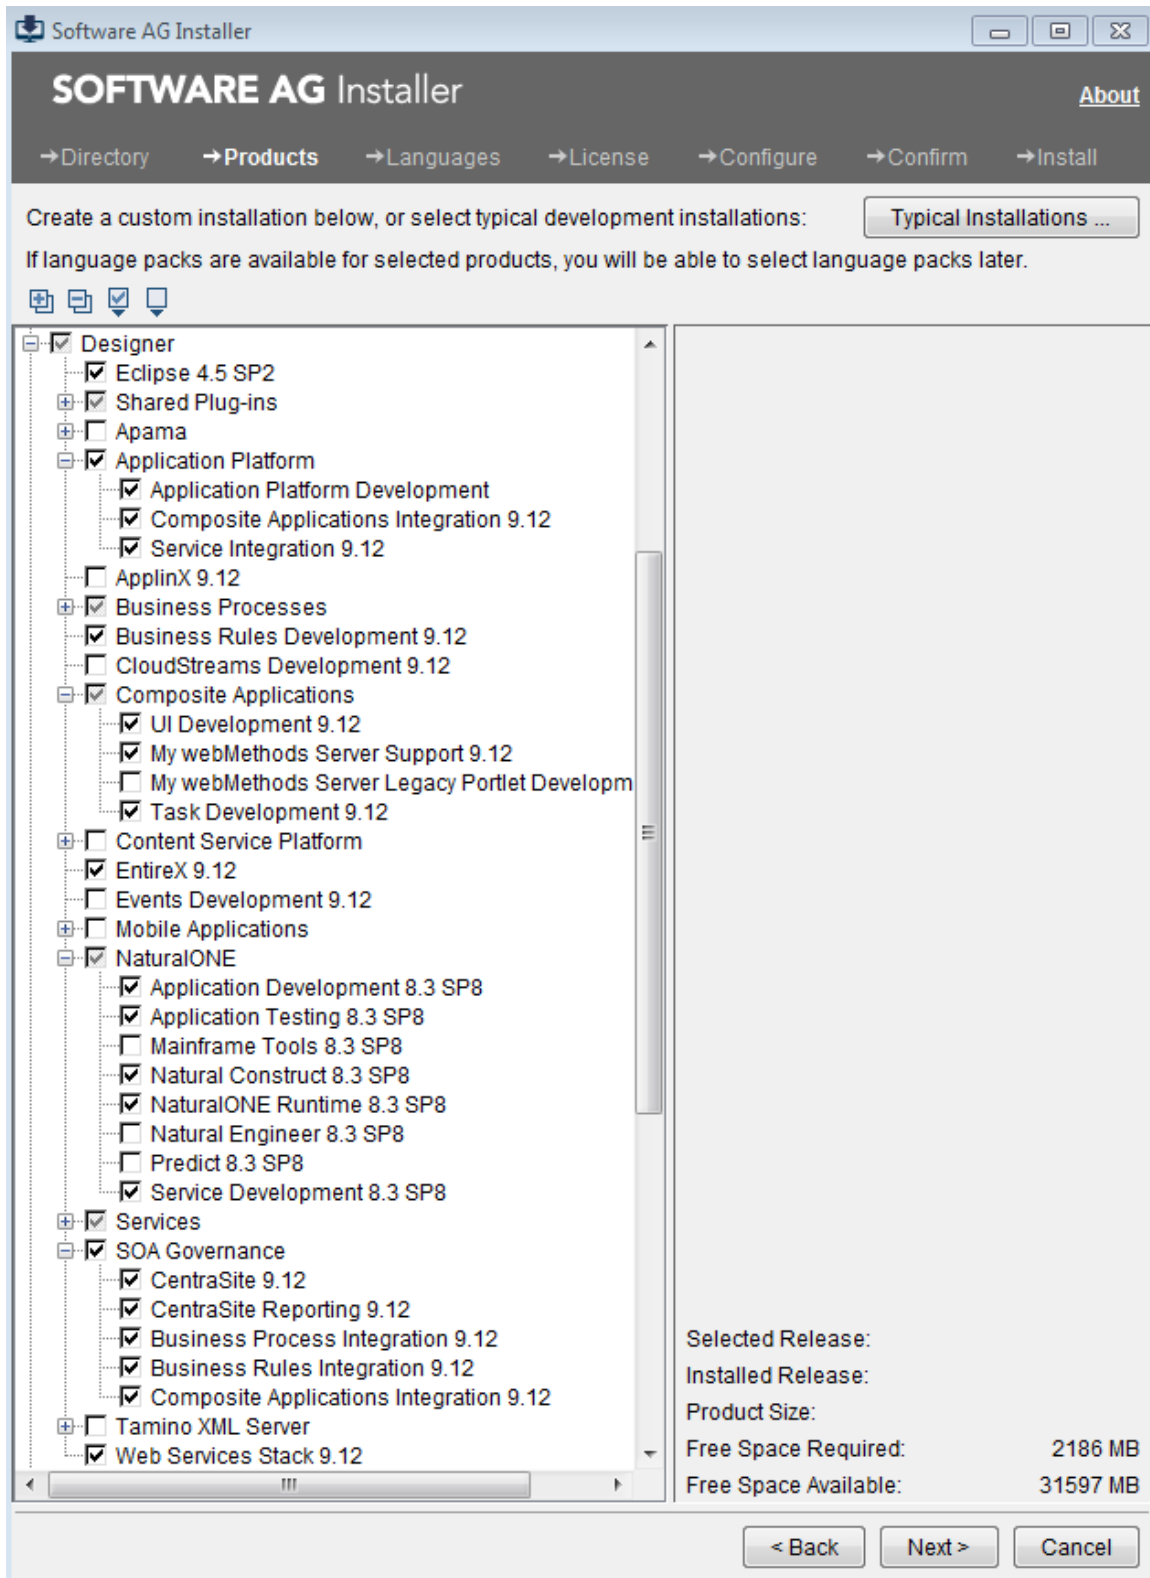 Software AG Installer
SOFTWARE AG Installer
About
→Directory →Products →Languages →License →Configure →Confirm →Install
Create a custom installation below, or select typical development installations: Typical Installations ...
If language packs are available for selected products, you will be able to select language packs later.
Designer
Eclipse 4.5 SP2
Shared Plug-ins
Apama
Application Platform
Application Platform Development
Composite Applications Integration 9.12
Service Integration 9.12
ApplinX 9.12
Business Processes
Business Rules Development 9.12
CloudStreams Development 9.12
Composite Applications
UI Development 9.12
My webMethods Server Support 9.12
My webMethods Server Legacy Portlet Developm
Task Development 9.12
Content Service Platform
EntireX 9.12
Events Development 9.12
Mobile Applications
NaturalONE
Application Development 8.3 SP8
Application Testing 8.3 SP8
Mainframe Tools 8.3 SP8
Natural Construct 8.3 SP8
NaturalONE Runtime 8.3 SP8
Natural Engineer 8.3 SP8
Predict 8.3 SP8
Service Development 8.3 SP8
Services
SOA Governance
CentraSite 9.12
CentraSite Reporting 9.12
Business Process Integration 9.12
Business Rules Integration 9.12
Composite Applications Integration 9.12
Tamino XML Server
Web Services Stack 9.12
Selected Release:
Installed Release:
Product Size:
Free Space Required: 2186 MB
Free Space Available: 31597 MB
< Back Next > Cancel